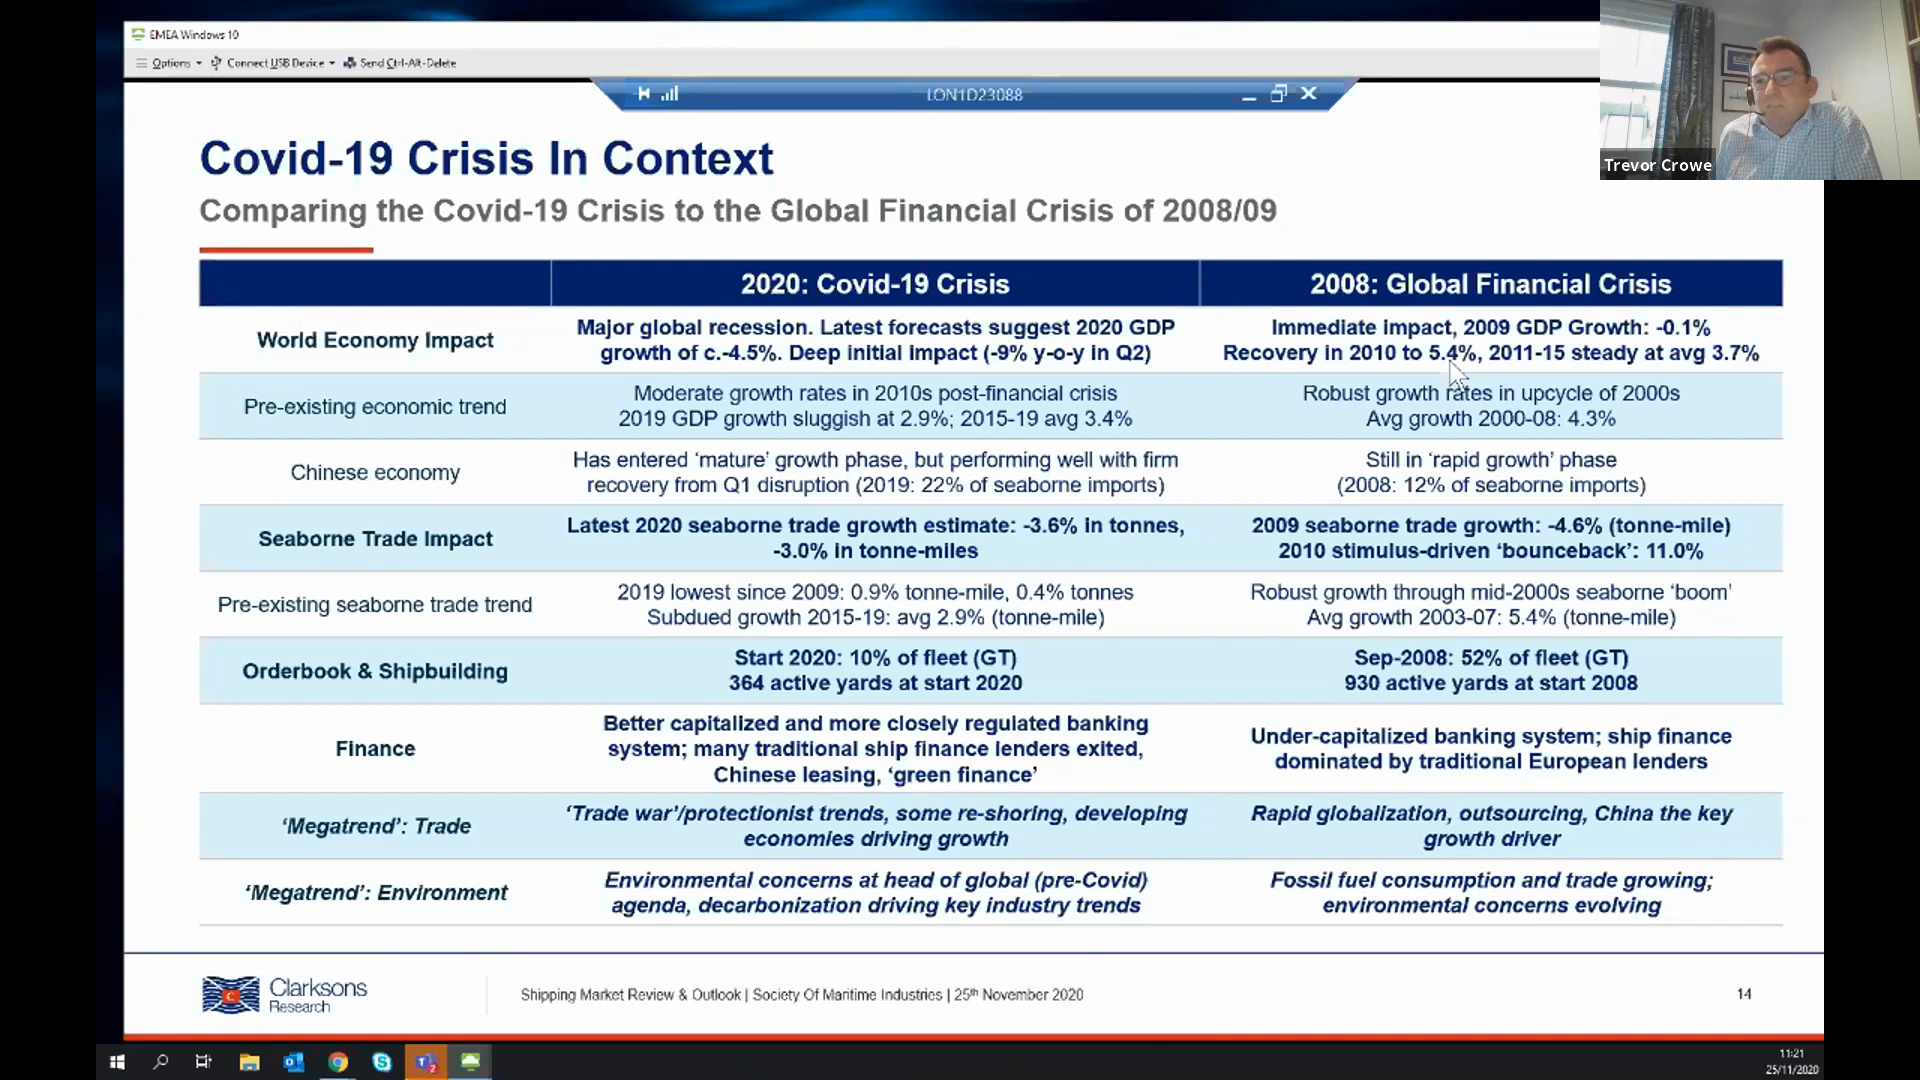 EMEA Windows 10
Options
Connect USB Device
Send Ctrl-Alt-Delete
LON1D23088
Trevor Crowe
Covid-19 Crisis In Context
Comparing the Covid-19 Crisis to the Global Financial Crisis of 2008/09
2020: Covid-19 Crisis
2008: Global Financial Crisis
World Economy Impact
Major global recession. Latest forecasts suggest 2020 GDP
growth of c.-4.5%. Deep initial impact (-9% y-o-y in Q2)
Immediate impact, 2009 GDP Growth: -0.1%
Recovery in 2010 to 5.4%, 2011-15 steady at avg 3.7%
Pre-existing economic trend
Moderate growth rates in 2010s post-financial crisis
2019 GDP growth sluggish at 2.9%; 2015-19 avg 3.4%
Robust growth rates in upcycle of 2000s
Avg growth 2000-08: 4.3%
Chinese economy
Has entered ‘mature’ growth phase, but performing well with firm
recovery from Q1 disruption (2019: 22% of seaborne imports)
Still in ‘rapid growth’ phase
(2008: 12% of seaborne imports)
Seaborne Trade Impact
Latest 2020 seaborne trade growth estimate: -3.6% in tonnes,
-3.0% in tonne-miles
2009 seaborne trade growth: -4.6% (tonne-mile)
2010 stimulus-driven ‘bounceback’: 11.0%
Pre-existing seaborne trade trend
2019 lowest since 2009: 0.9% tonne-mile, 0.4% tonnes
Subdued growth 2015-19: avg 2.9% (tonne-mile)
Robust growth through mid-2000s seaborne ‘boom’
Avg growth 2003-07: 5.4% (tonne-mile)
Orderbook & Shipbuilding
Start 2020: 10% of fleet (GT)
364 active yards at start 2020
Sep-2008: 52% of fleet (GT)
930 active yards at start 2008
Finance
Better capitalized and more closely regulated banking
system; many traditional ship finance lenders exited,
Chinese leasing, ‘green finance’
Under-capitalized banking system; ship finance
dominated by traditional European lenders
‘Megatrend’: Trade
‘Trade war’/protectionist trends, some re-shoring, developing
economies driving growth
Rapid globalization, outsourcing, China the key
growth driver
‘Megatrend’: Environment
Environmental concerns at head of global (pre-Covid)
agenda, decarbonization driving key industry trends
Fossil fuel consumption and trade growing;
environmental concerns evolving
Clarksons
Research
Shipping Market Review & Outlook | Society Of Maritime Industries | 25th November 2020
14
11:21
25/11/2020